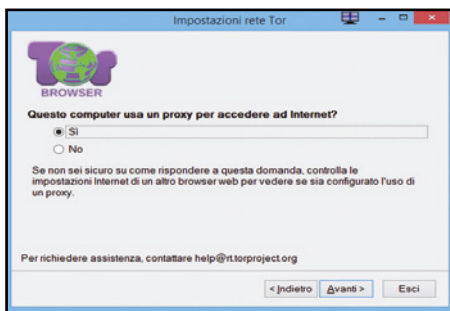 Impostazioni rete Tor
Tor
BROWSER
Questo computer usa un proxy per accedere ad Internet?
Sì
No
Se non sei sicuro su come rispondere a questa domanda, controlla le
impostazioni Internet di un altro browser web per vedere se sia configurato l'uso di
un proxy.
Per richiedere assistenza, contattare help@rt.torproject.org
< Indietro
Avanti >
Esci